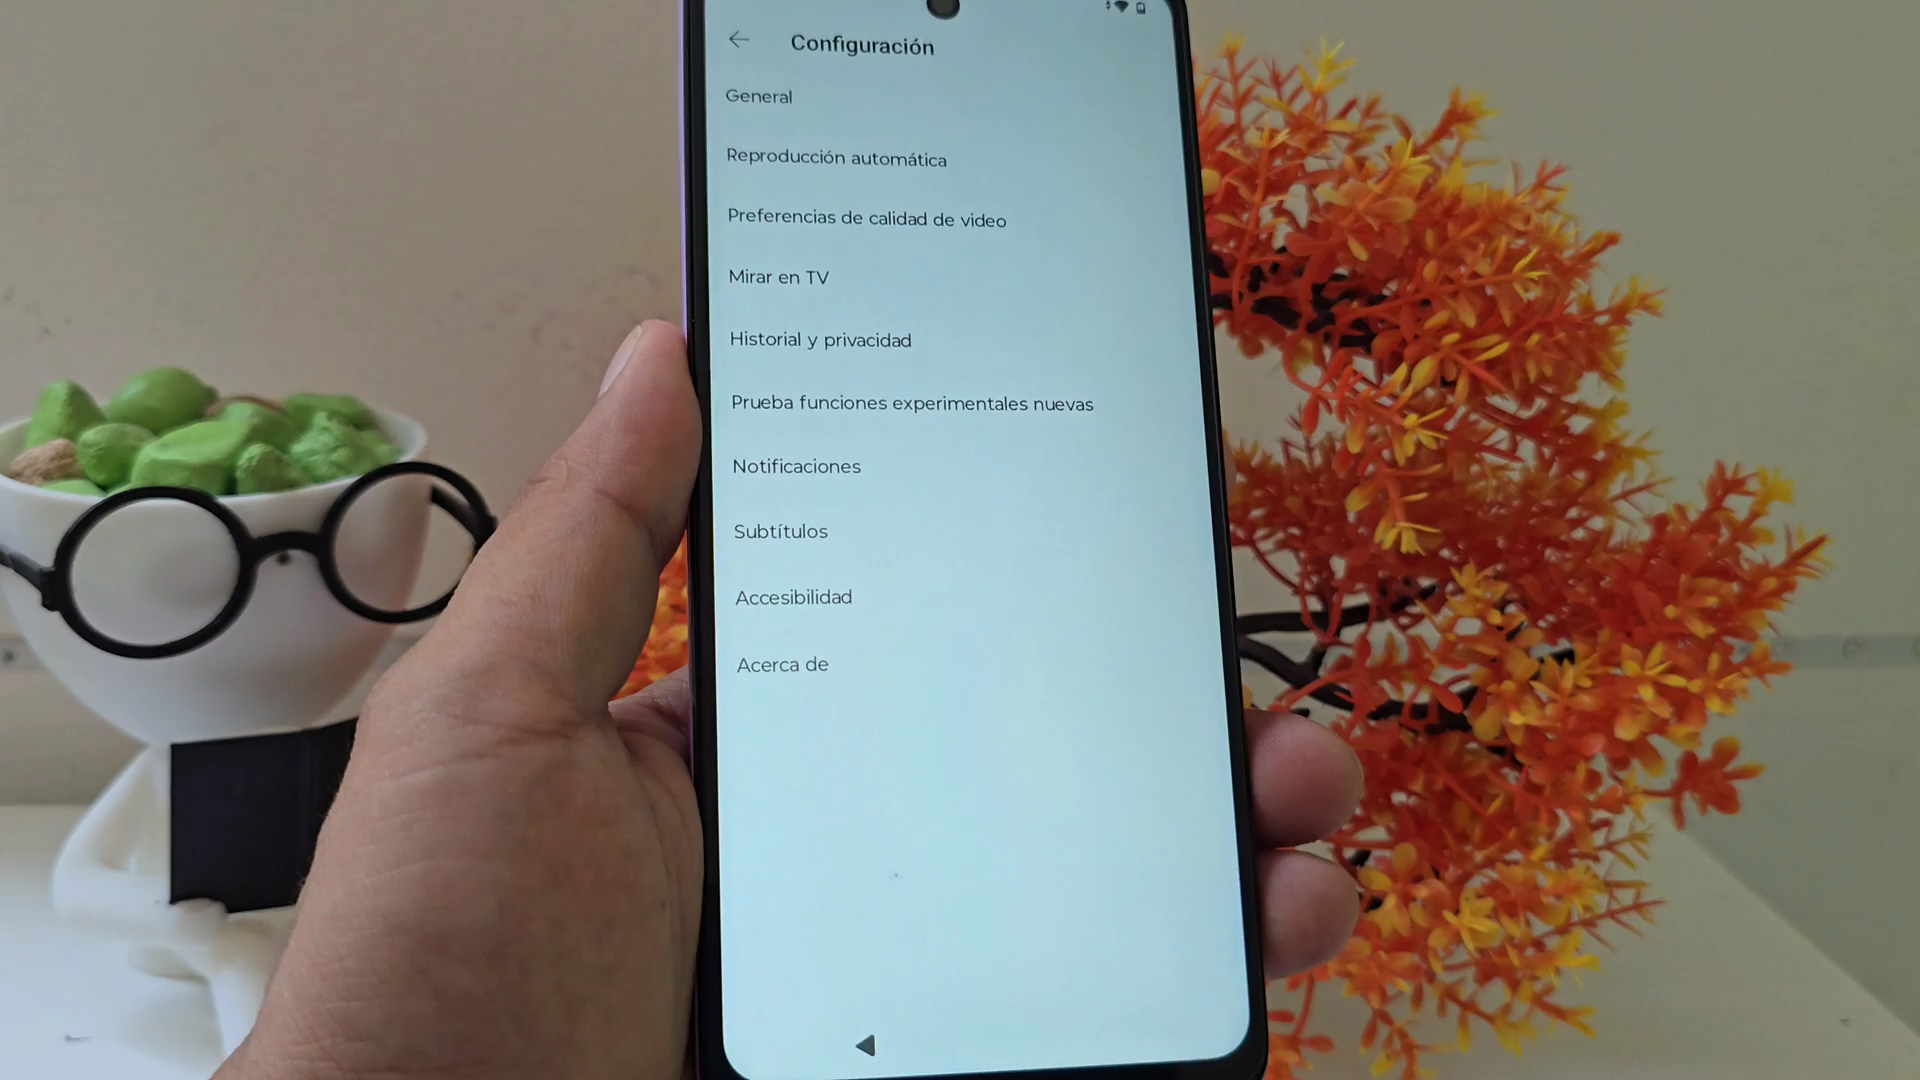 Configuración
General
Reproducción automática
Preferencias de calidad de video
Mirar en TV
Historial y privacidad
Prueba funciones experimentales nuevas
Notificaciones
Subtítulos
Accesibilidad
Acerca de